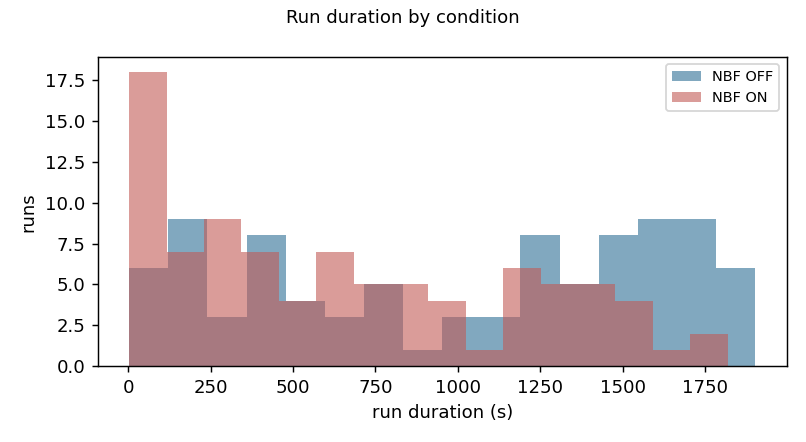 Run duration by condition
NBF OFF
NBF ON
17.5
15.0
12.5
10.0
7.5
5.0
2.5
0.0
runs
0 250 500 750 1000 1250 1500 1750
run duration (s)